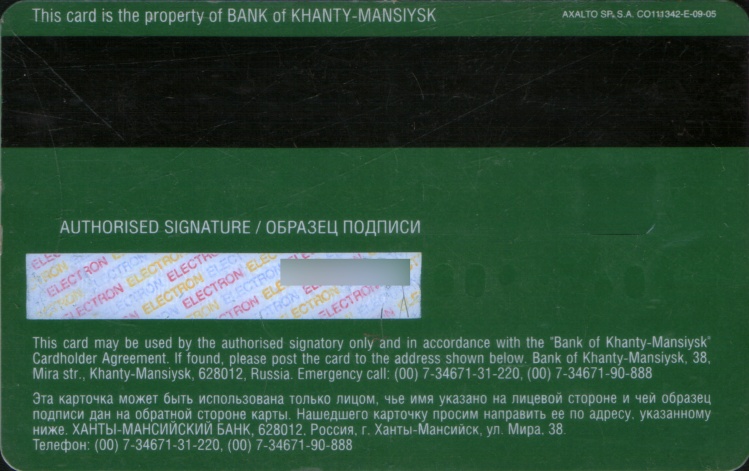 This card is the property of BANK of KHANTY-MANSIYSK
AXALTO SP, S.A. CO111342-E-09-05
AUTHORISED SIGNATURE / ОБРАЗЕЦ ПОДПИСИ
ELECTRON ELECTRON ELECTRON ELECTRON
This card may be used by the authorised signatory only and in accordance with the "Bank of Khanty-Mansiysk"
Cardholder Agreement. If found, please post the card to the address shown below. Bank of Khanty-Mansiysk, 38,
Mira str., Khanty-Mansiysk, 628012, Russia. Emergency call: (00) 7-34671-31-220, (00) 7-34671-90-888
Эта карточка может быть использована только лицом, чье имя указано на лицевой стороне и чей образец
подписи дан на обратной стороне карты. Нашедшего карточку просим направить ее по адресу, указанному
ниже. ХАНТЫ-МАНСИЙСКИЙ БАНК, 628012, Россия, г. Ханты-Мансийск, ул. Мира, 38.
Телефон: (00) 7-34671-31-220, (00) 7-34671-90-888